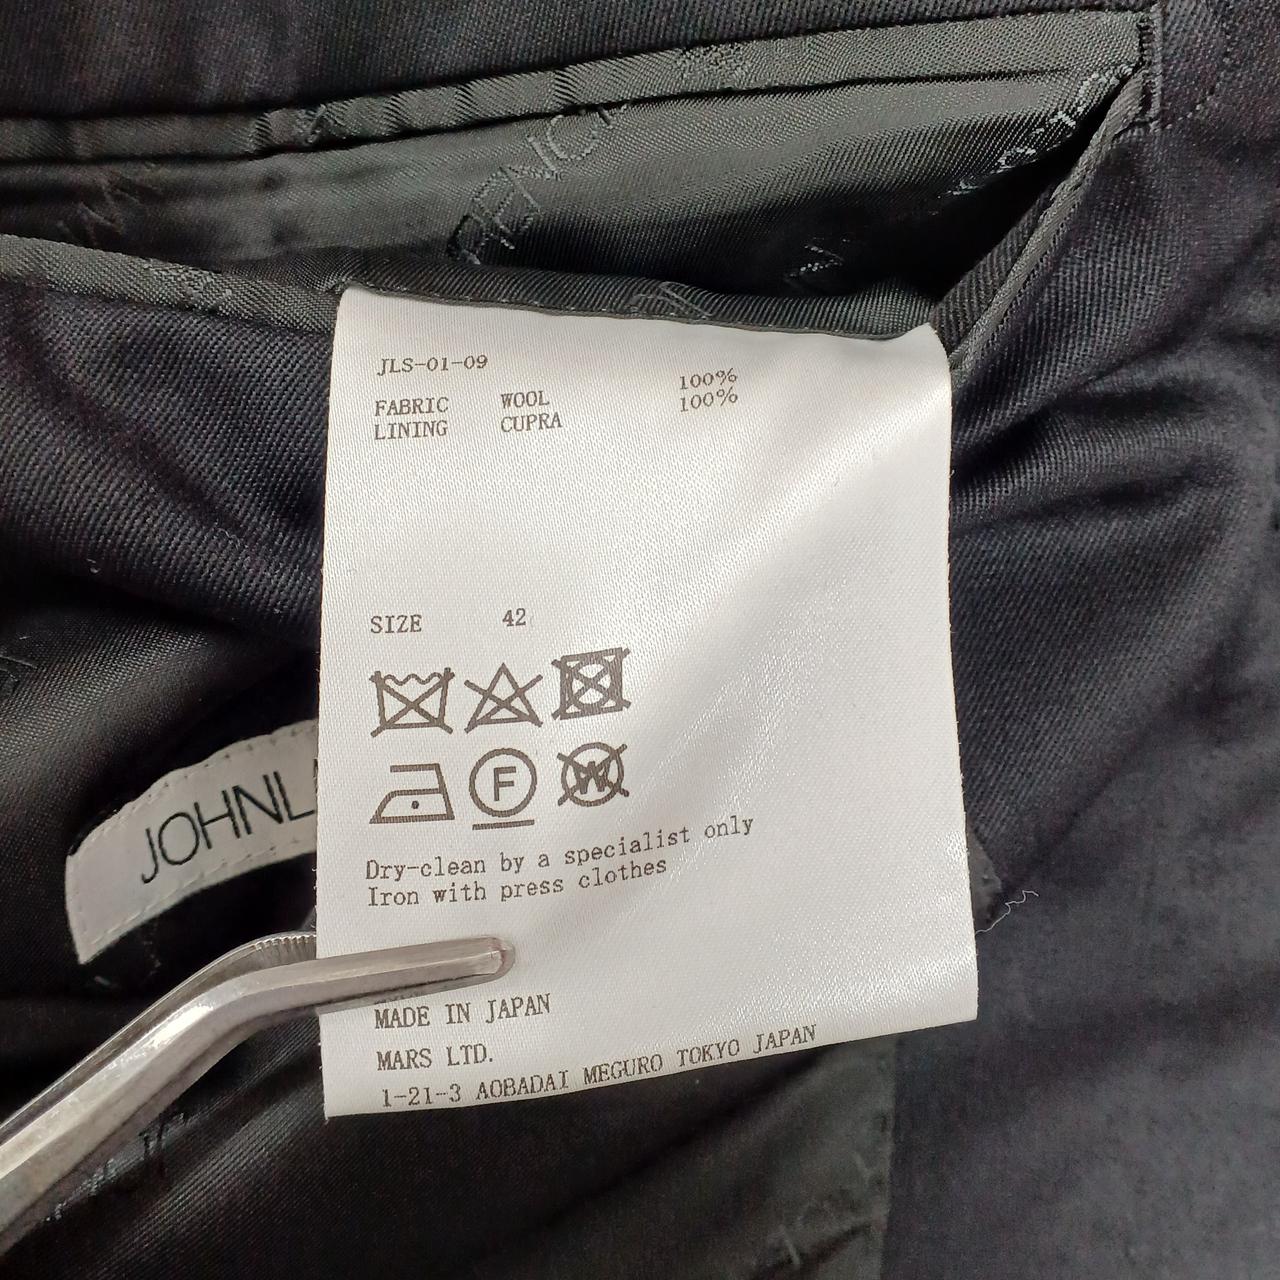 JLS-01-09
FABRIC WOOL 100%
LINING CUPRA 100%
SIZE 42
F
W
Dry-clean by a specialist only
Iron with press clothes
MADE IN JAPAN
MARS LTD.
1-21-3 AOBADAI MEGURO TOKYO JAPAN
JOHNL